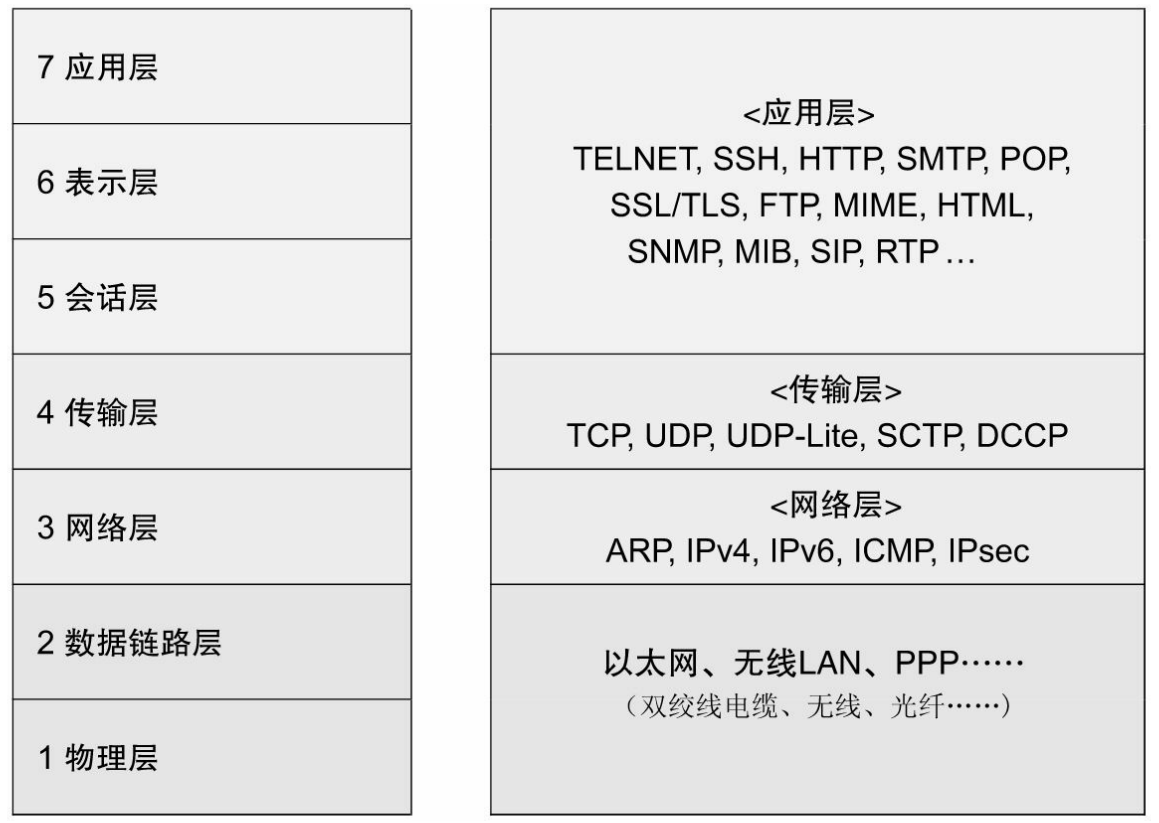 7 应用层
6 表示层
5 会话层
4 传输层
3 网络层
2 数据链路层
1 物理层
<应用层>
TELNET, SSH, HTTP, SMTP, POP,
SSL/TLS, FTP, MIME, HTML,
SNMP, MIB, SIP, RTP …
<传输层>
TCP, UDP, UDP-Lite, SCTP, DCCP
<网络层>
ARP, IPv4, IPv6, ICMP, IPsec
以太网、无线LAN、PPP……
（双绞线电缆、无线、光纤……）